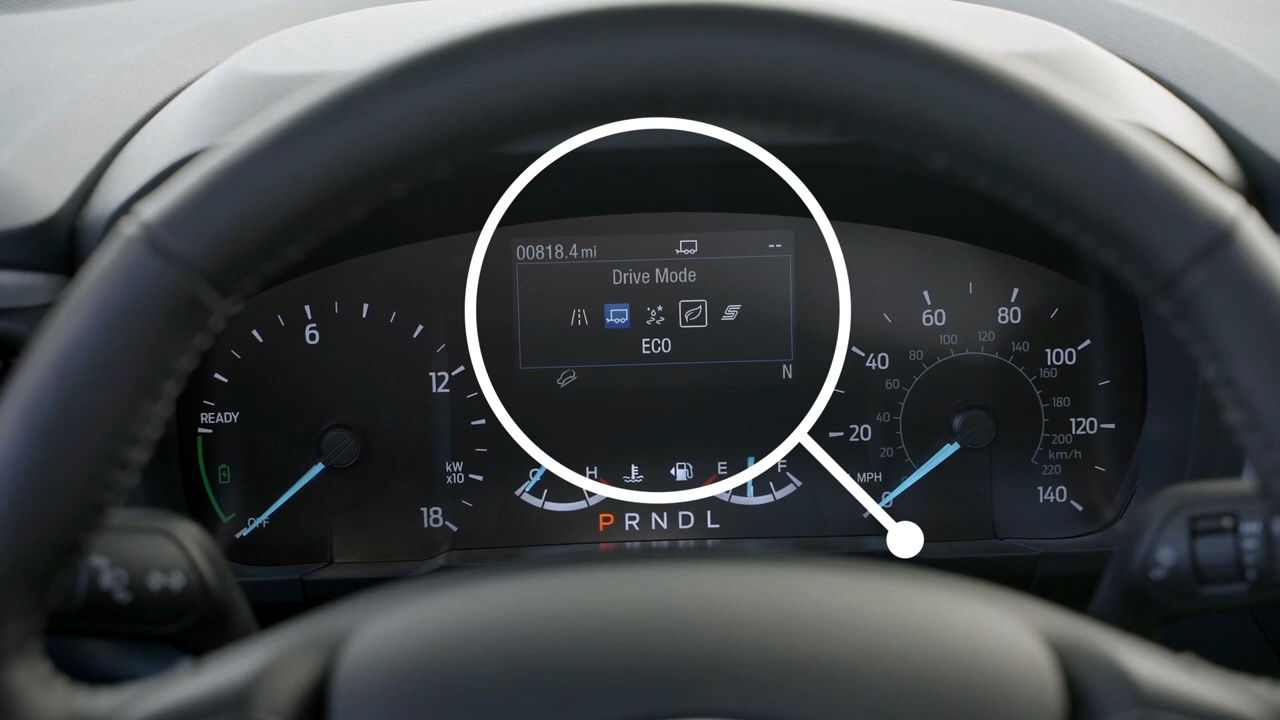 00818.4 mi --
Drive Mode
ECO
N
6
12
18
READY
OFF
kW
x10
C H
E F
P R N D L
0
20
40
60
80
100
120
140
MPH
20
40
60
80
100
120
140
160
180
200
220
km/h